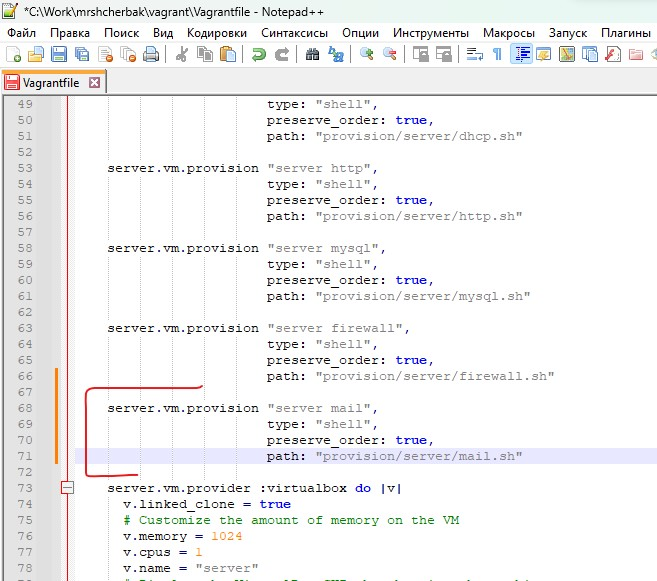 *C:\Work\mrshcherbak\vagrant\Vagrantfile - Notepad++
Файл Правка Поиск Вид Кодировки Синтаксисы Опции Инструменты Макросы Запуск Плагины
Vagrantfile
49 type: "shell",
50 preserve_order: true,
51 path: "provision/server/dhcp.sh"
52
53 server.vm.provision "server http",
54 type: "shell",
55 preserve_order: true,
56 path: "provision/server/http.sh"
57
58 server.vm.provision "server mysql",
59 type: "shell",
60 preserve_order: true,
61 path: "provision/server/mysql.sh"
62
63 server.vm.provision "server firewall",
64 type: "shell",
65 preserve_order: true,
66 path: "provision/server/firewall.sh"
67
68 server.vm.provision "server mail",
69 type: "shell",
70 preserve_order: true,
71 path: "provision/server/mail.sh"
72
73 server.vm.provider :virtualbox do |v|
74 v.linked_clone = true
75 # Customize the amount of memory on the VM
76 v.memory = 1024
77 v.cpus = 1
78 v.name = "server"